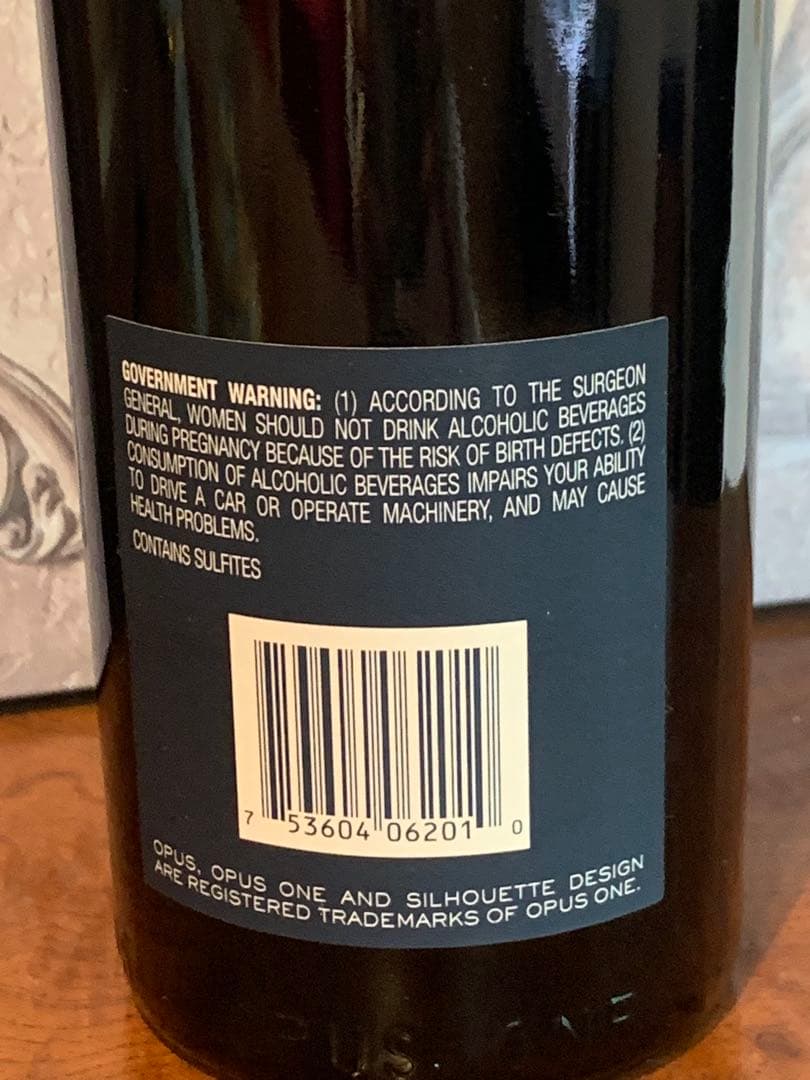 GOVERNMENT WARNING: (1) ACCORDING TO THE SURGEON
GENERAL, WOMEN SHOULD NOT DRINK ALCOHOLIC BEVERAGES
DURING PREGNANCY BECAUSE OF THE RISK OF BIRTH DEFECTS. (2)
CONSUMPTION OF ALCOHOLIC BEVERAGES IMPAIRS YOUR ABILITY
TO DRIVE A CAR OR OPERATE MACHINERY, AND MAY CAUSE
HEALTH PROBLEMS.
CONTAINS SULFITES
7 53604 06201 0
OPUS, OPUS ONE AND SILHOUETTE DESIGN
ARE REGISTERED TRADEMARKS OF OPUS ONE.